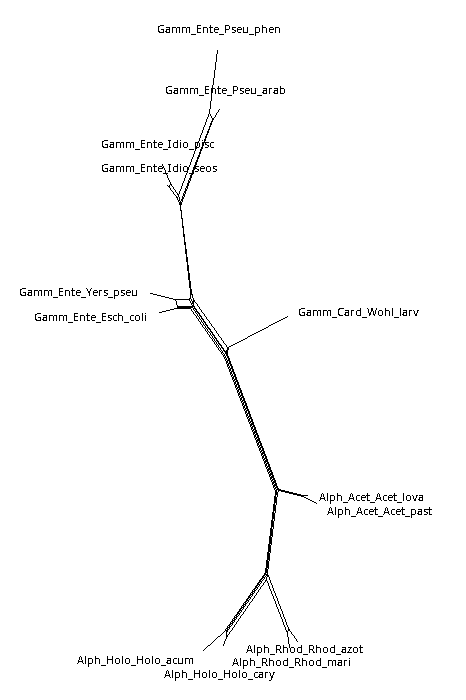 Gamm_Ente_Pseu_phen
Gamm_Ente_Pseu_arab
Gamm_Ente_Idio_pisc
Gamm_Ente_Idio_seos
Gamm_Ente_Yers_pseu
Gamm_Card_Wohl_larv
Gamm_Ente_Esch_coli
Alph_Acet_Acet_lova
Alph_Acet_Acet_past
Alph_Rhod_Rhod_azot
Alph_Holo_Holo_acum
Alph_Rhod_Rhod_mari
Alph_Holo_Holo_cary